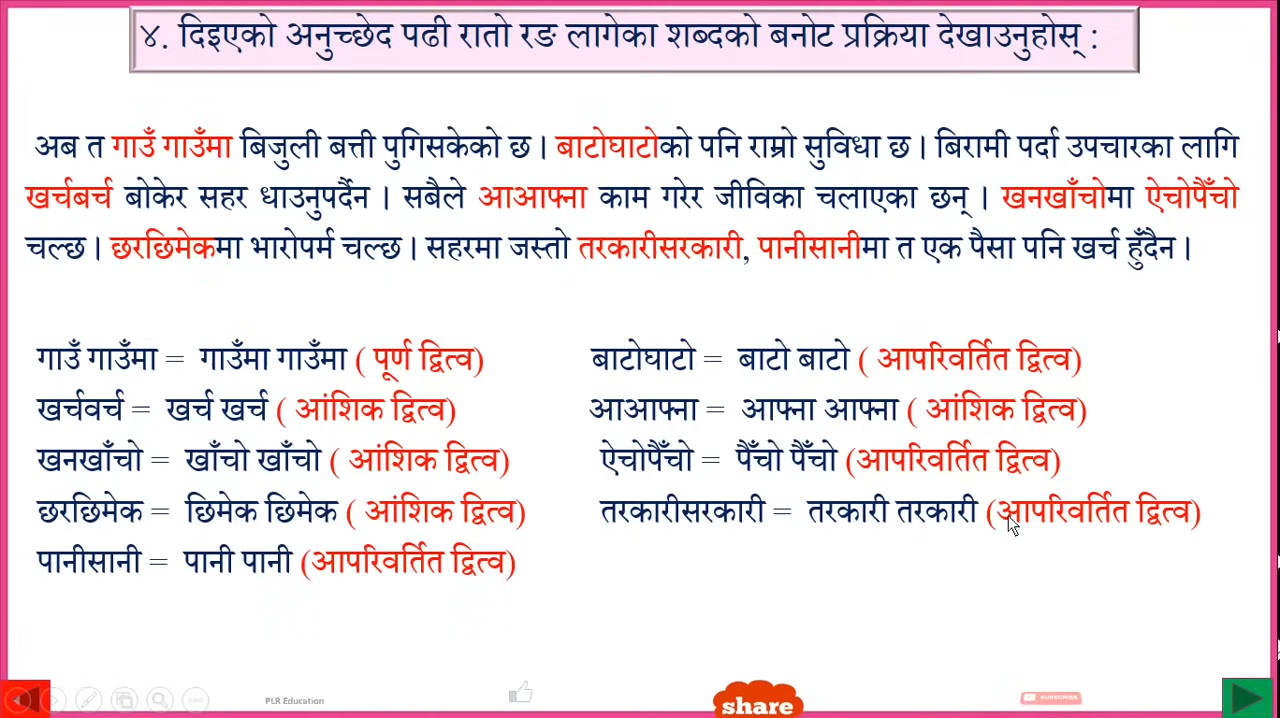 ४. दिइएको अनुच्छेद पढी रातो रङ लागेका शब्दको बनोट प्रक्रिया देखाउनुहोस् :
अब त गाउँ गाउँमा बिजुली बत्ती पुगिसकेको छ । बाटोघाटोको पनि राम्रो सुविधा छ । बिरामी पर्दा उपचारका लागि
खर्चबर्च बोकेर सहर धाउनुपर्दैन । सबैले आआफ्ना काम गरेर जीविका चलाएका छन् । खनखाँचोमा ऐचोपैँचो
चल्छ । छरछिमेकमा भारोपर्म चल्छ । सहरमा जस्तो तरकारीसरकारी, पानीसानीमा त एक पैसा पनि खर्च हुँदैन ।
गाउँ गाउँमा = गाउँमा गाउँमा ( पूर्ण द्वित्व) बाटोघाटो = बाटो बाटो ( आपरिवर्तित द्वित्व)
खर्चवर्च = खर्च खर्च ( आंशिक द्वित्व) आआफ्ना = आफ्ना आफ्ना ( आंशिक द्वित्व)
खनखाँचो = खाँचो खाँचो ( आंशिक द्वित्व) ऐचोपैँचो = पैँचो पैँचो (आपरिवर्तित द्वित्व)
छरछिमेक = छिमेक छिमेक ( आंशिक द्वित्व) तरकारीसरकारी = तरकारी तरकारी (आपरिवर्तित द्वित्व)
पानीसानी = पानी पानी (आपरिवर्तित द्वित्व)
PLR Education share SUBSCRIBE